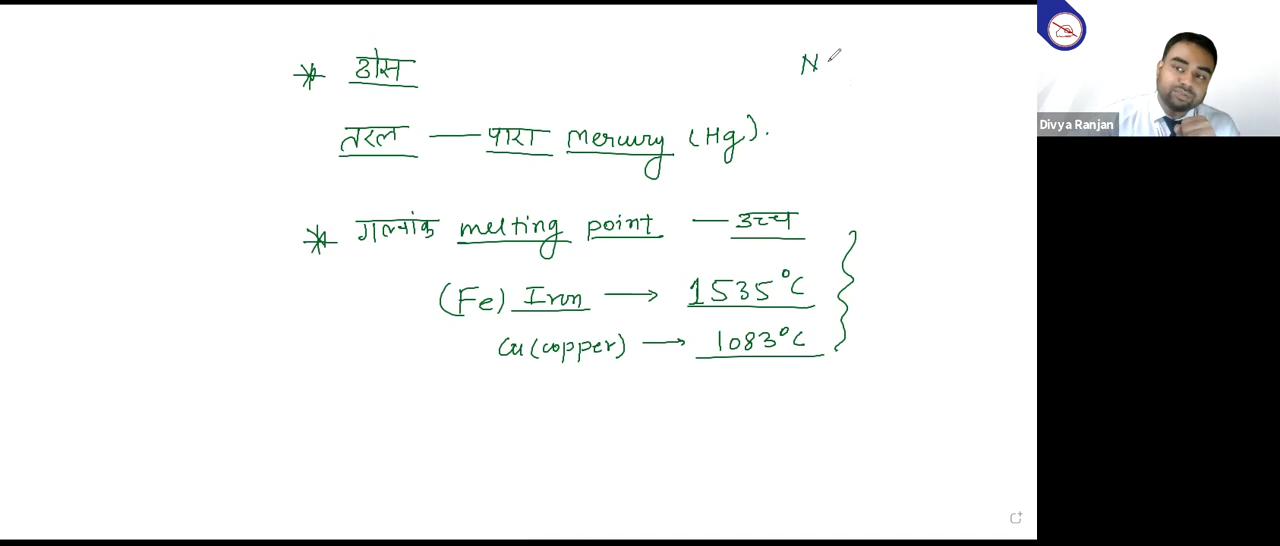 * ठोस
N
तरल — पारा Mercury (Hg).
* गलनांक melting point — उच्च
(Fe) Iron → 1535°C
Cu (copper) → 1083°C
Divya Ranjan